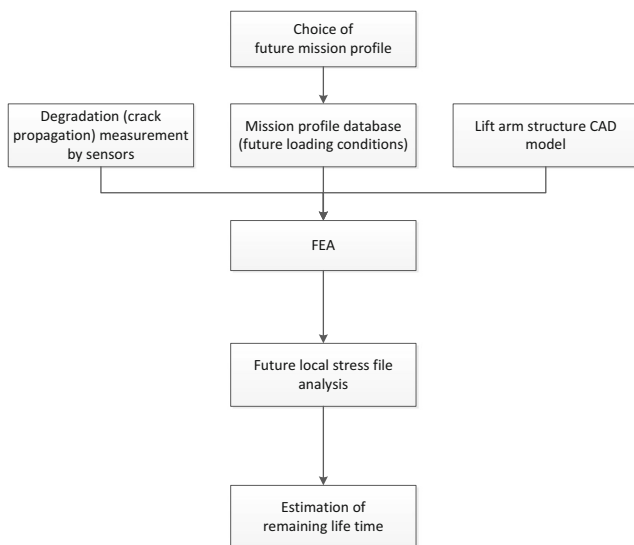 Choice of
future mission profile
Degradation (crack
propagation) measurement
by sensors
Mission profile database
(future loading conditions)
Lift arm structure CAD
model
FEA
Future local stress file
analysis
Estimation of
remaining life time